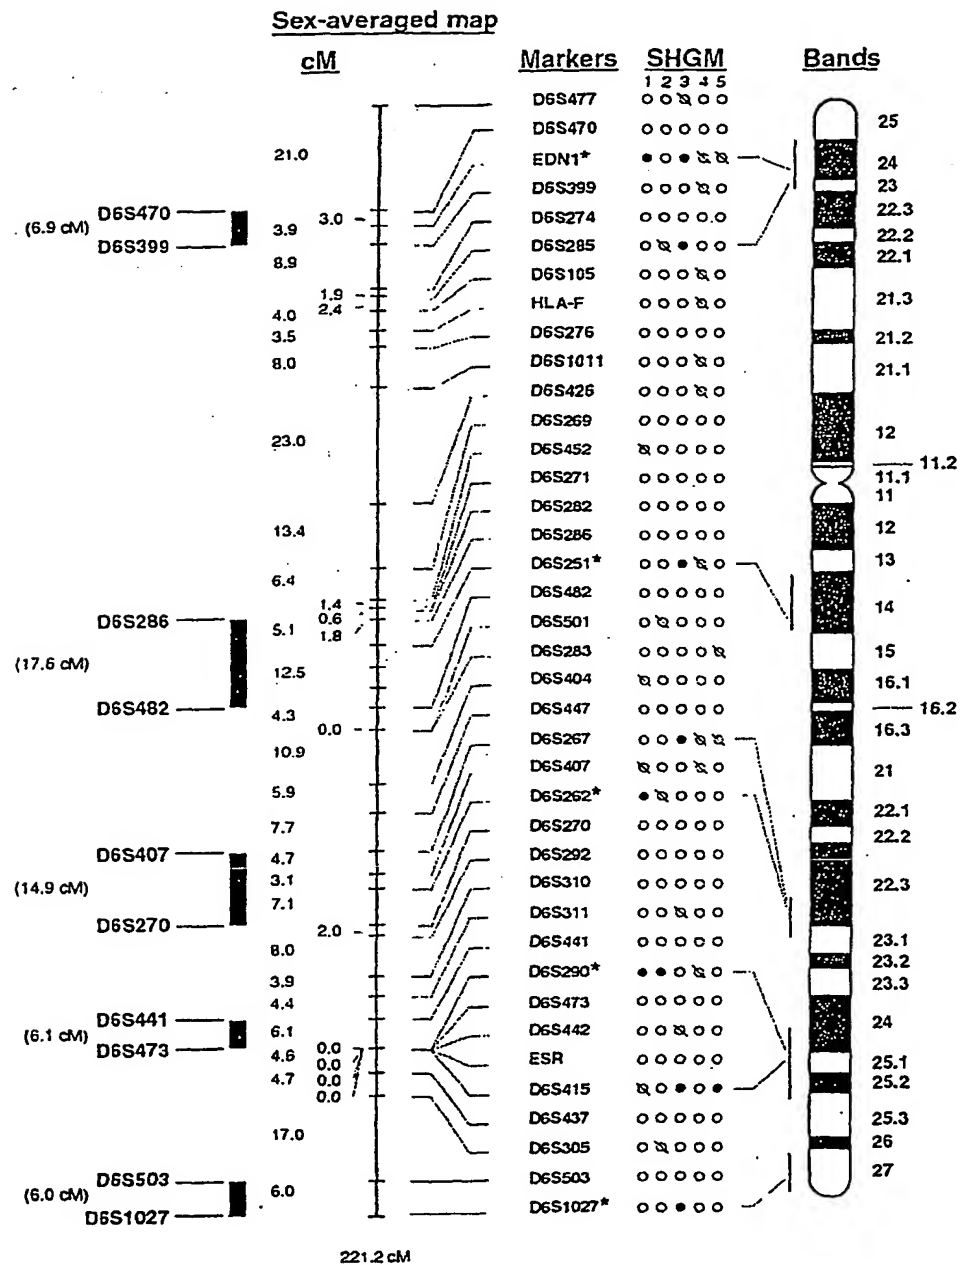 Sex-averaged map
cM
Markers
SHGM
Bands
1 2 3 4 5
D6S477
D6S470
EDN1*
D6S399
D6S274
D6S285
D6S105
HLA-F
D6S276
D6S1011
D6S426
D6S269
D6S452
D6S271
D6S282
D6S286
D6S251*
D6S482
D6S501
D6S283
D6S404
D6S447
D6S267
D6S407
D6S262*
D6S270
D6S292
D6S310
D6S311
D6S441
D6S290*
D6S473
D6S442
ESR
D6S415
D6S437
D6S305
D6S503
D6S1027*
D6S470
(6.9 cM)
D6S399
D6S286
(17.6 cM)
D6S482
D6S407
(14.9 cM)
D6S270
D6S441
(6.1 cM)
D6S473
D6S503
(6.0 cM)
D6S1027
21.0
3.0
3.9
8.9
1.9
2.4
4.0
3.5
8.0
23.0
13.4
6.4
1.4
0.6
5.1
1.8
12.5
4.3
0.0
10.9
5.9
7.7
4.7
3.1
7.1
2.0
8.0
3.9
4.4
6.1
0.0
4.6
0.0
4.7
0.0
0.0
17.0
6.0
221.2 cM
25
24
23
22.3
22.2
22.1
21.3
21.2
21.1
12
11.2
11.1
11
12
13
14
15
16.1
16.2
16.3
21
22.1
22.2
22.3
23.1
23.2
23.3
24
25.1
25.2
25.3
26
27